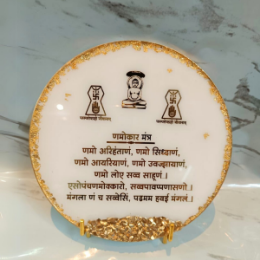 णमोकार मंत्र
णमो अरिहंताणं, णमो सिध्दाणं,
णमो आयरियाणं, णमो उवज्झायाणं,
णमो लोए सव्व साहूणं।
एसोपंचणमोक्कारो, सव्वपावप्पणासणो।
मंगला णं च सव्वेसिं, पढमम हवई मंगलं।